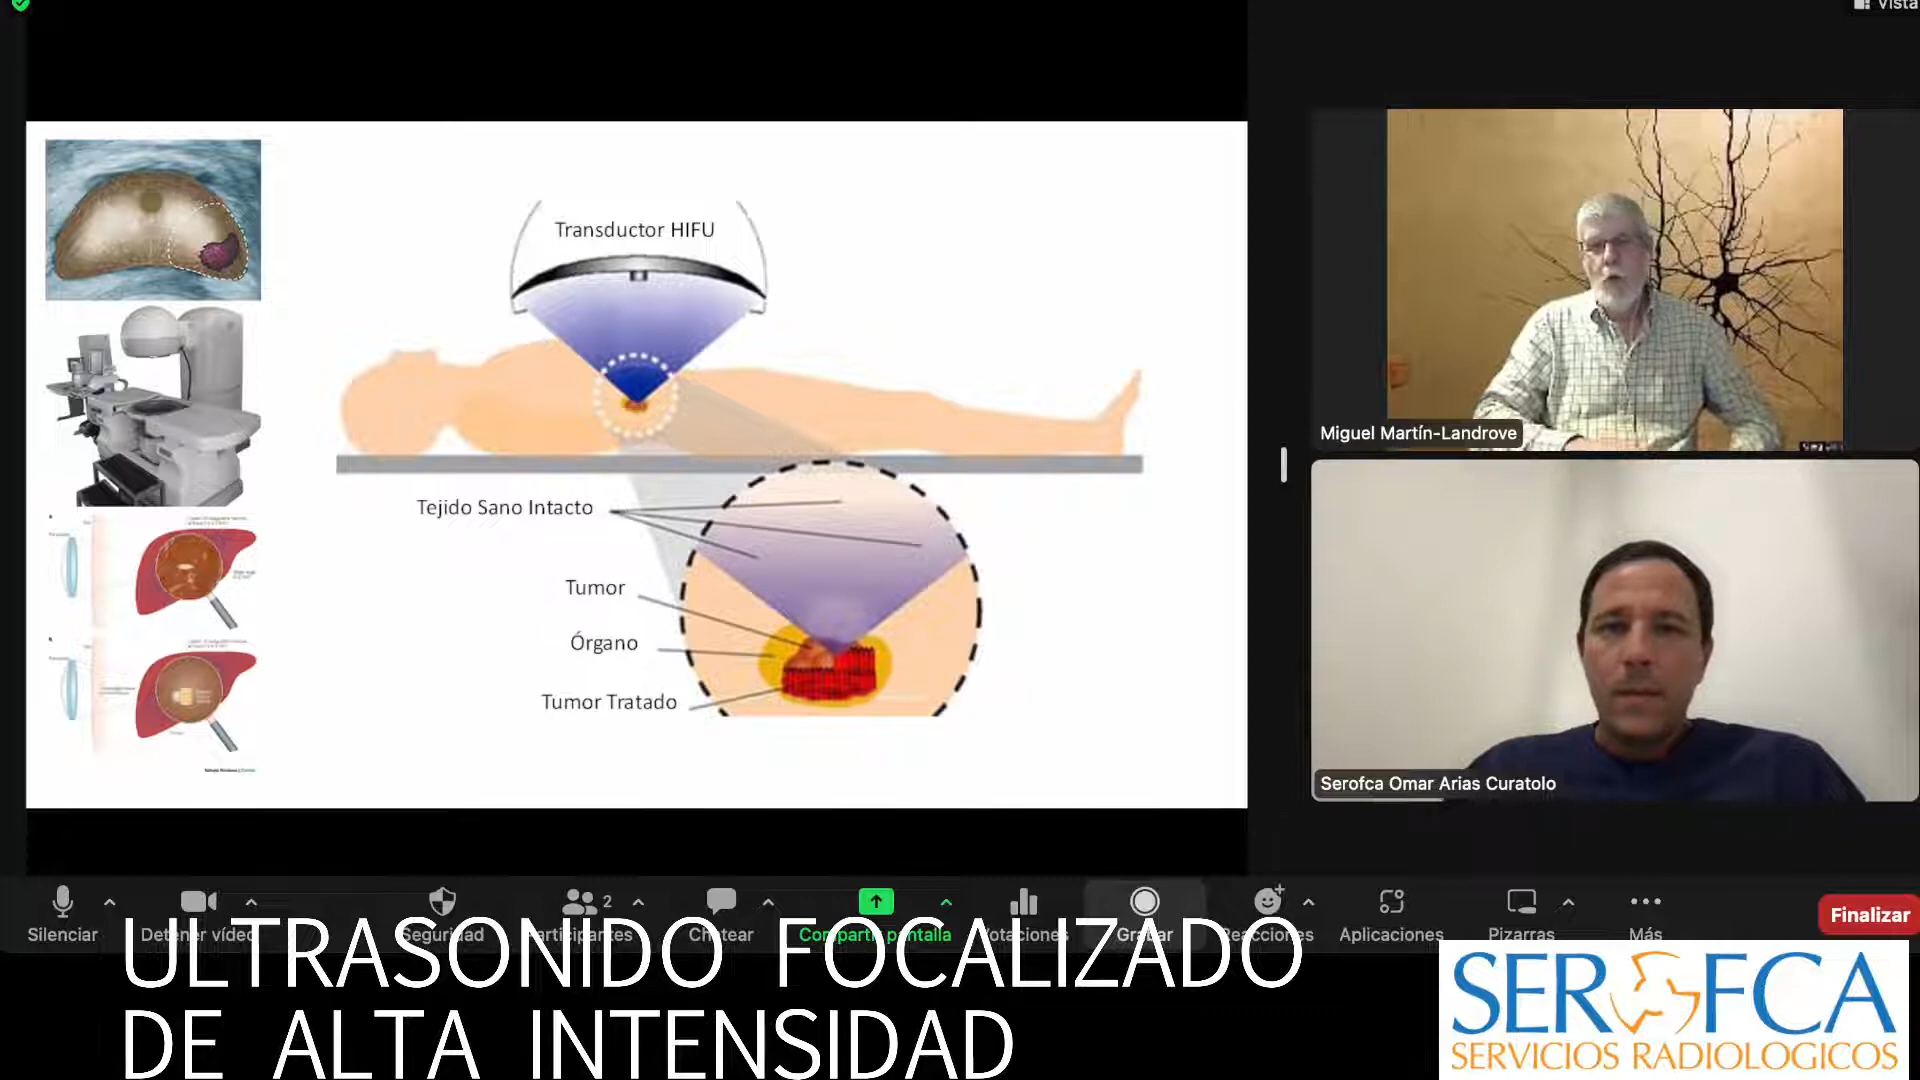 Vista
Transductor HIFU
Tejido Sano Intacto
Tumor
Órgano
Tumor Tratado
Miguel Martín-Landrove
Serofca Omar Arias Curatolo
2
Silenciar
Detener vídeo
Seguridad
Participantes
Chatear
Compartir pantalla
Votaciones
Grabar
Reacciones
Aplicaciones
Pizarras
Más
Finalizar
ULTRASONIDO FOCALIZADO
DE ALTA INTENSIDAD
SEROFCA
SERVICIOS RADIOLOGICOS